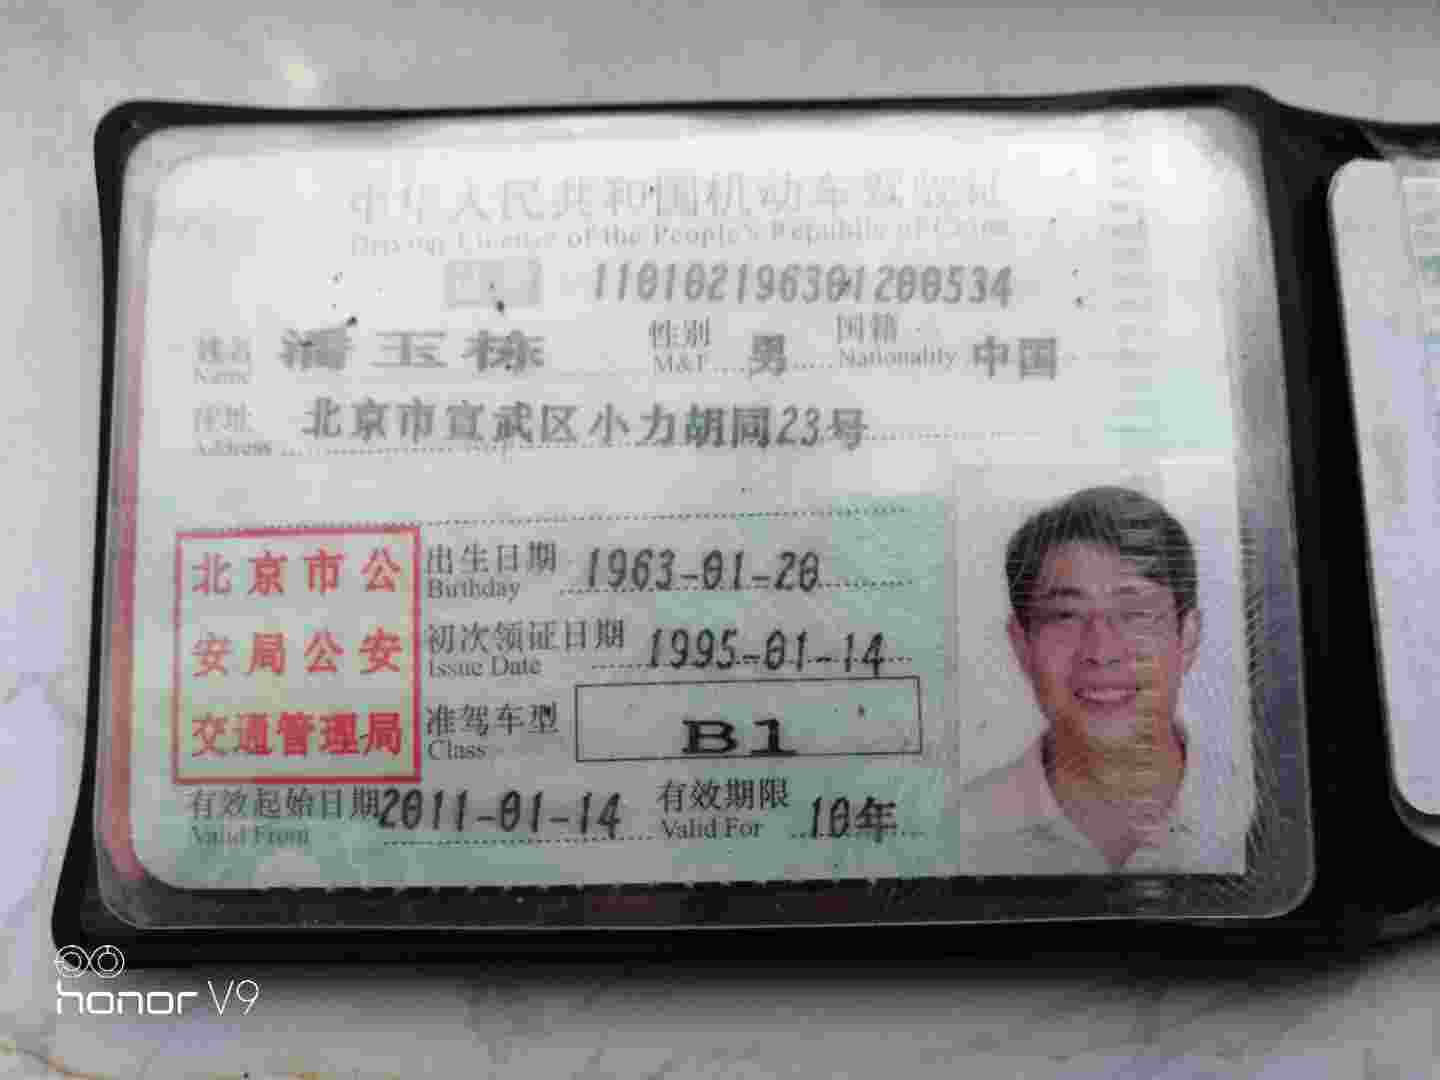 中华人民共和国机动车驾驶证
Driving License of the People's Republic of China
110102196301200534
姓名 潘玉栋 性别 男 国籍 中国
Name M&F Nationality
住址 北京市宣武区小力胡同23号
Address
北京市公
安局公安
交通管理局
出生日期 1963-01-20
Birthday
初次领证日期 1995-01-14
Issue Date
准驾车型 B1
Class
有效起始日期 2011-01-14 有效期限 10年
Valid From Valid For
honor V9